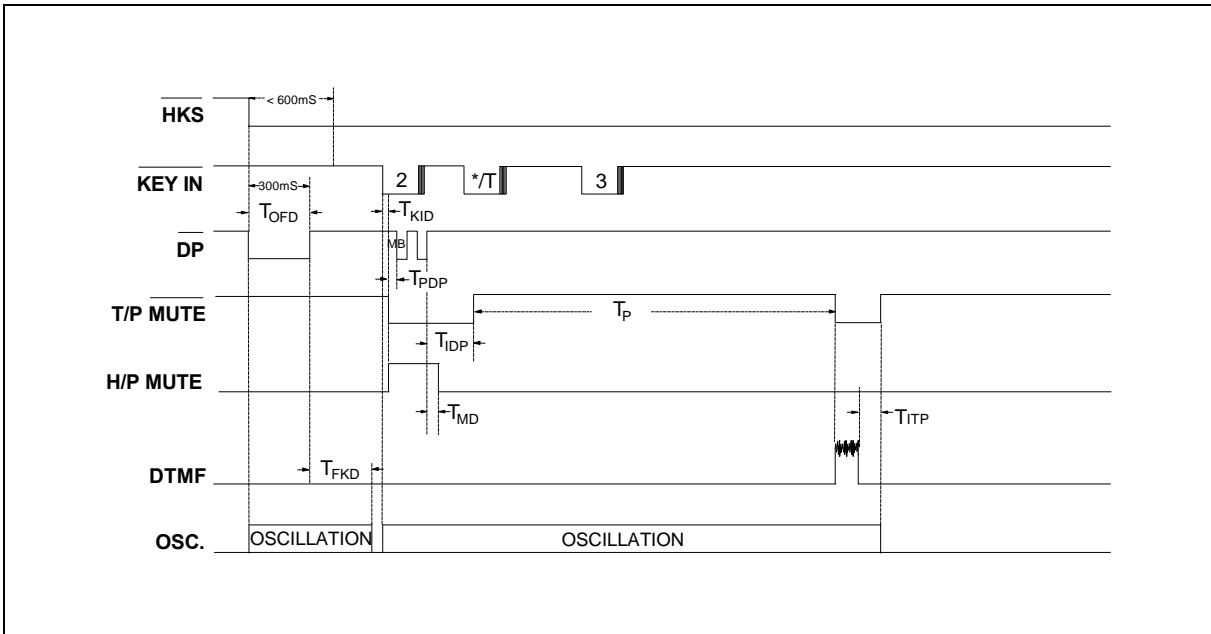 < 600mS
HKS
KEY IN
2
*/T
3
300mS
TOFD
TKID
DP
MB
TPDP
T/P MUTE
TP
TIDP
H/P MUTE
TMD
TITP
DTMF
TFKD
OSC.
OSCILLATION
OSCILLATION